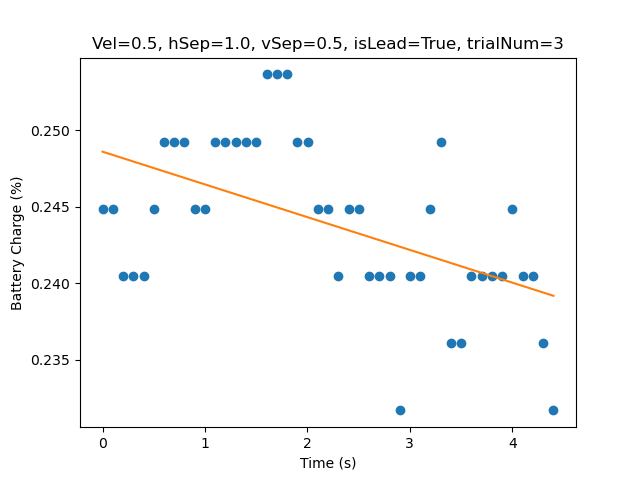 Vel=0.5, hSep=1.0, vSep=0.5, isLead=True, trialNum=3
0.250
0.245
0.240
0.235
Battery Charge (%)
0 1 2 3 4
Time (s)